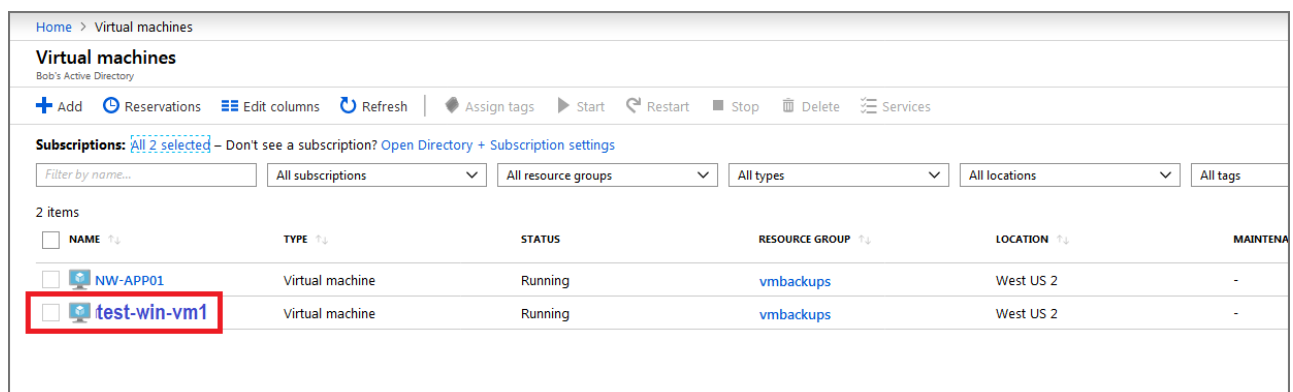 Home > Virtual machines
Virtual machines
Bob's Active Directory
Add Reservations Edit columns Refresh Assign tags Start Restart Stop Delete Services
Subscriptions: All 2 selected – Don't see a subscription? Open Directory + Subscription settings
Filter by name... All subscriptions All resource groups All types All locations All tags
2 items
NAME TYPE STATUS RESOURCE GROUP LOCATION MAINTENA
NW-APP01 Virtual machine Running vmbackups West US 2 -
test-win-vm1 Virtual machine Running vmbackups West US 2 -